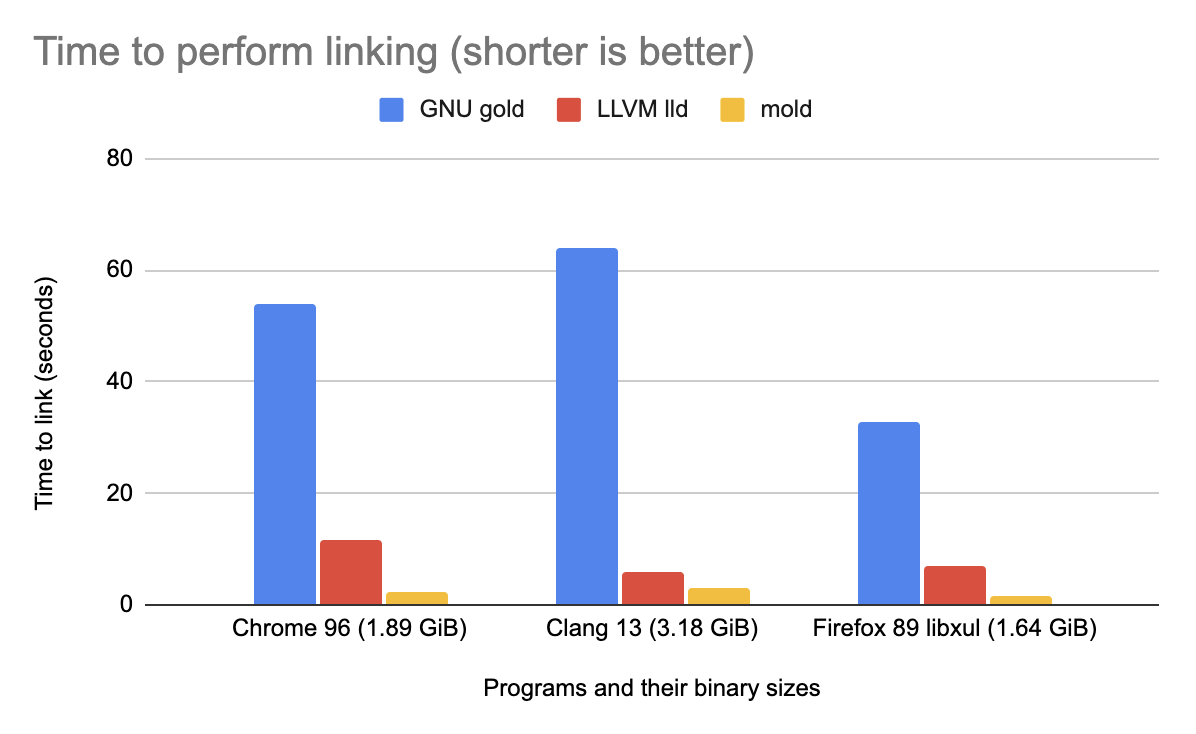 Time to perform linking (shorter is better)
GNU gold LLVM lld mold
80
60
40
20
0
Time to link (seconds)
Chrome 96 (1.89 GiB) Clang 13 (3.18 GiB) Firefox 89 libxul (1.64 GiB)
Programs and their binary sizes